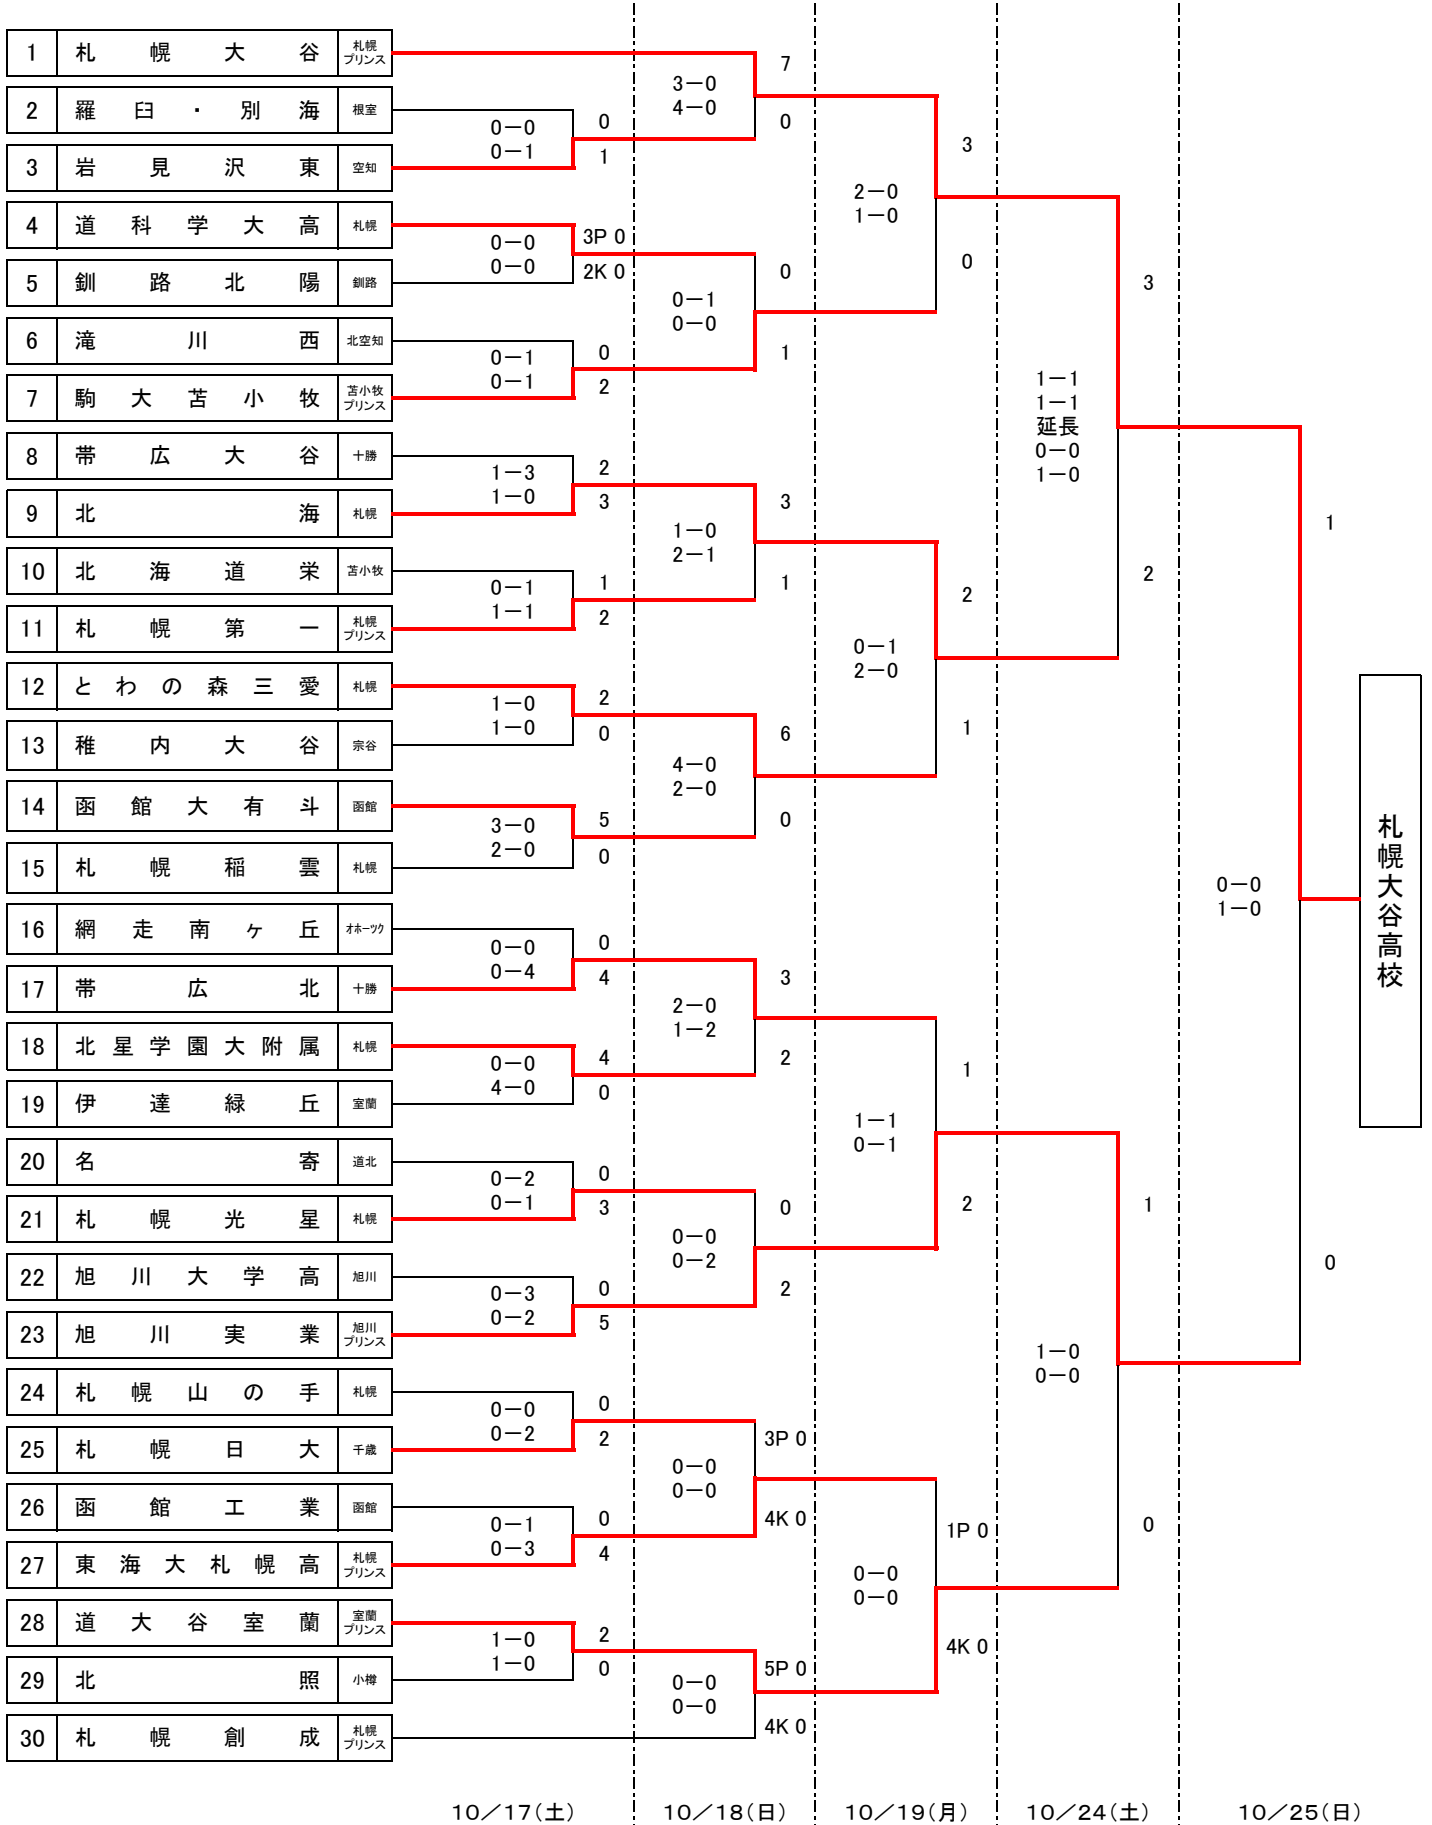 1 札幌大谷 札幌プリンス
2 羅臼・別海 根室
3 岩見沢東 空知
4 道科学大高 札幌
5 釧路北陽 釧路
6 滝川西 北空知
7 駒大苫小牧 苫小牧プリンス
8 帯広大谷 十勝
9 北海 札幌
10 北海道栄 苫小牧
11 札幌第一 札幌プリンス
12 とわの森三愛 札幌
13 稚内大谷 宗谷
14 函館大有斗 函館
15 札幌稲雲 札幌
16 網走南ヶ丘 オホーツク
17 帯広北 十勝
18 北星学園大附属 札幌
19 伊達緑丘 室蘭
20 名寄 道北
21 札幌光星 札幌
22 旭川大学高 旭川
23 旭川実業 旭川プリンス
24 札幌山の手 札幌
25 札幌日大 千歳
26 函館工業 函館
27 東海大札幌高 札幌プリンス
28 道大谷室蘭 室蘭プリンス
29 北照 小樽
30 札幌創成 札幌プリンス
0－0
0－1
0
1
0－0
0－0
3P 0
2K 0
0－1
0－1
0
2
1－3
1－0
2
3
0－1
1－1
1
2
1－0
1－0
2
0
3－0
2－0
5
0
0－0
0－4
0
4
0－0
4－0
4
0
0－2
0－1
0
3
0－3
0－2
0
5
0－0
0－2
0
2
0－1
0－3
0
4
1－0
1－0
2
0
3－0
4－0
7
0
0－1
0－0
0
1
1－0
2－1
3
1
4－0
2－0
6
0
2－0
1－2
3
2
0－0
0－2
0
2
0－0
0－0
3P 0
4K 0
0－0
0－0
5P 0
4K 0
2－0
1－0
3
0
0－1
2－0
2
1
1－1
0－1
1
2
0－0
0－0
1P 0
4K 0
1－1
1－1
延長
0－0
1－0
3
2
1－0
0－0
1
0
0－0
1－0
1
0
札幌大谷高校
10／17(土)
10／18(日)
10／19(月)
10／24(土)
10／25(日)